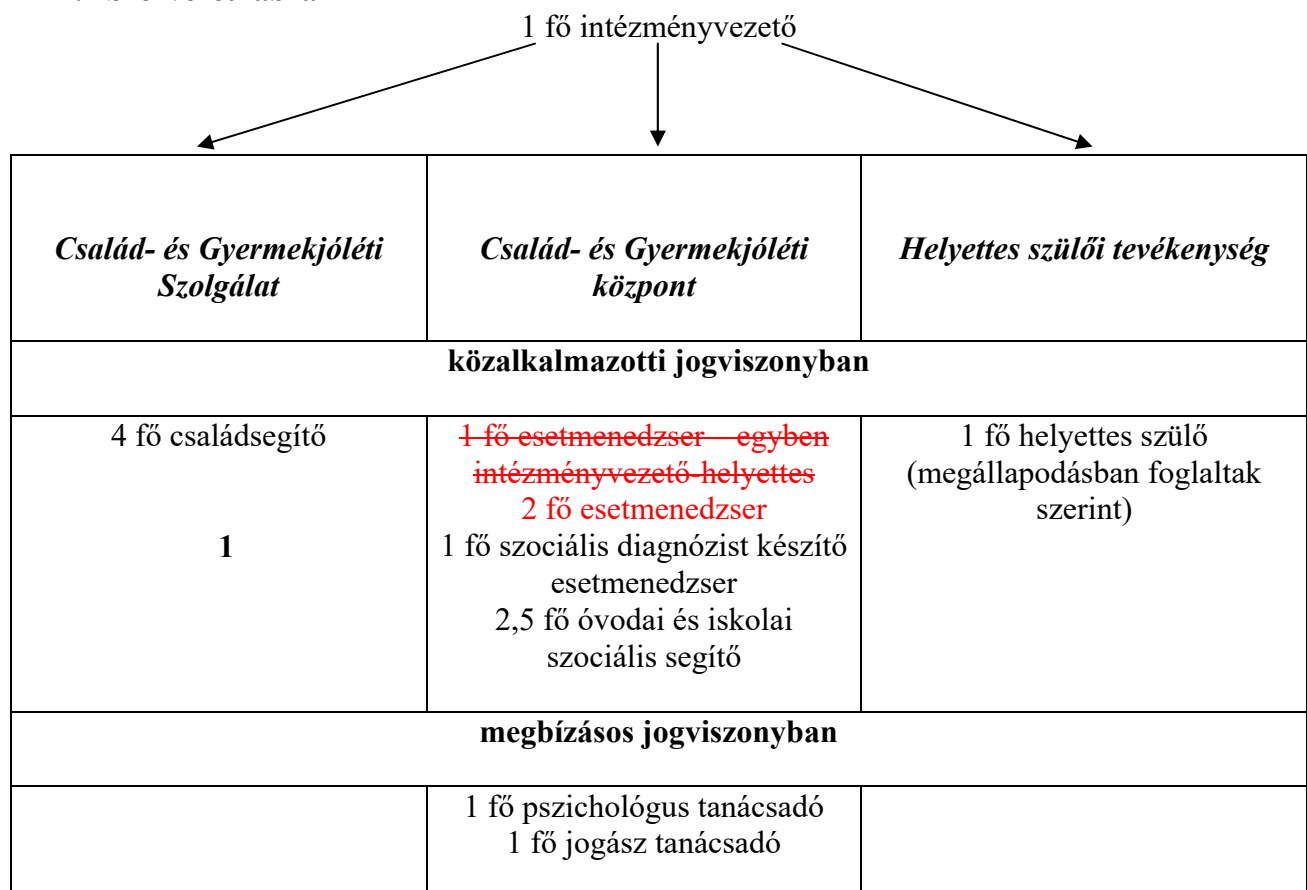 1 fő intézményvezető
Család- és Gyermekjóléti
Szolgálat
Család- és Gyermekjóléti
központ
Helyettes szülői tevékenység
közalkalmazotti jogviszonyban
4 fő családsegítő
1
1 fő esetmenedzser – egyben
intézményvezető-helyettes
2 fő esetmenedzser
1 fő szociális diagnózist készítő
esetmenedzser
2,5 fő óvodai és iskolai
szociális segítő
1 fő helyettes szülő
(megállapodásban foglaltak
szerint)
megbízásos jogviszonyban
1 fő pszichológus tanácsadó
1 fő jogász tanácsadó